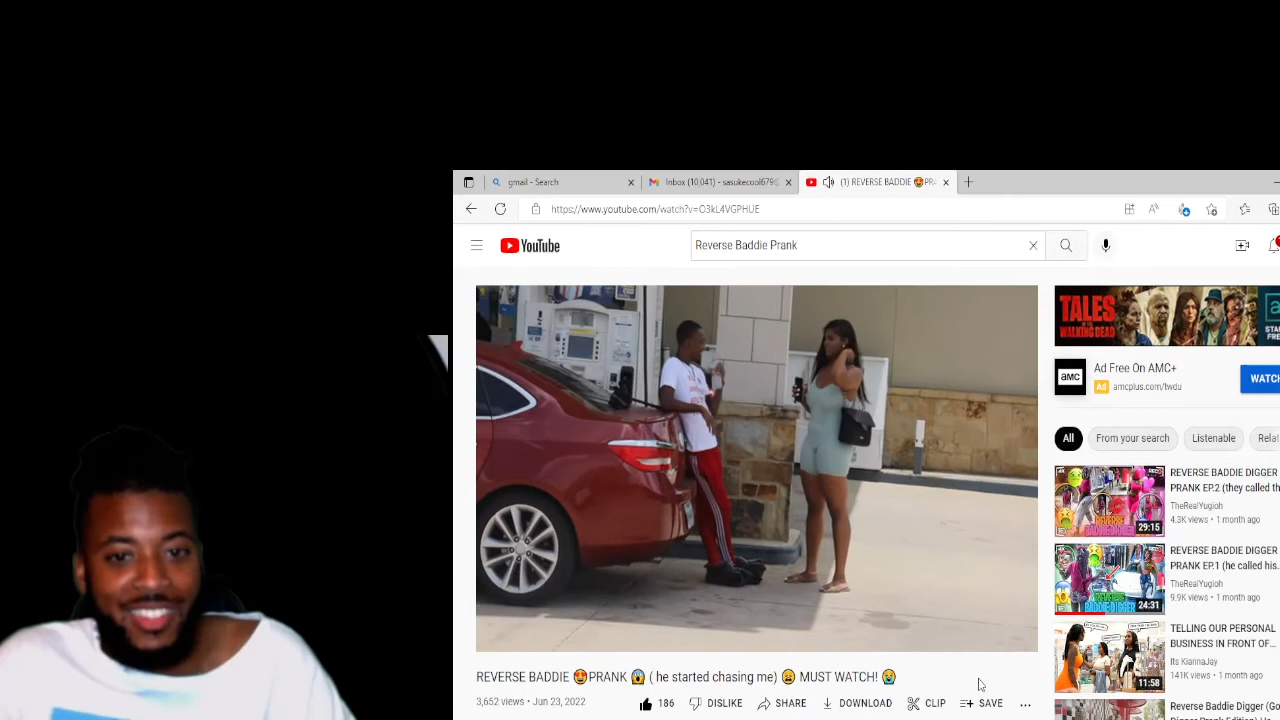 gmail - Search
Inbox (10,041) - sasukecool679
(1) REVERSE BADDIE 😍PR
https://www.youtube.com/watch?v=O3kL4VGPHUE
YouTube
Reverse Baddie Prank
TALES
OF THE
WALKING DEAD
amc
Ad Free On AMC+
Ad amcplus.com/twdu
WATCH
All
From your search
Listenable
Rela
REVERSE BADDIE DIGGER
PRANK EP.2 (they called th
TheRealYugioh
4.3K views • 1 month ago
29:15
REVERSE BADDIE DIGGER
PRANK EP.1 (he called his.
TheRealYugioh
9.9K views • 1 month ago
24:31
TELLING OUR PERSONAL
BUSINESS IN FRONT OF...
Its KiannaJay
141K views • 1 month ago
11:58
Reverse Baddie Digger (Go
REVERSE BADDIE 😍PRANK 😱 ( he started chasing me) 😩 MUST WATCH! 😭
3,652 views • Jun 23, 2022
186
DISLIKE
SHARE
DOWNLOAD
CLIP
SAVE